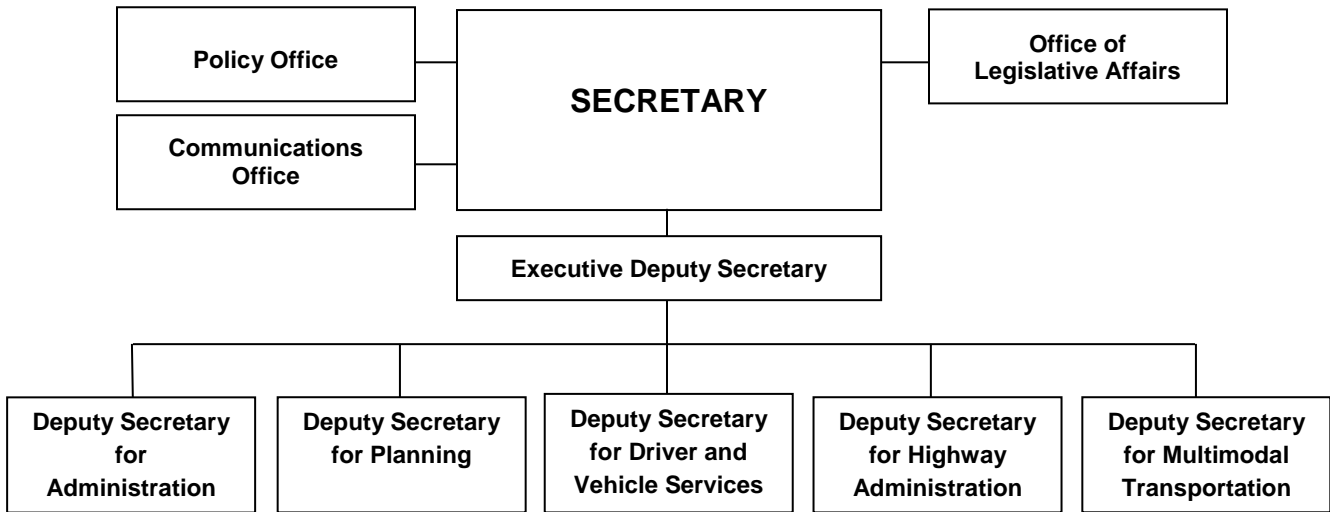 Policy Office
SECRETARY
Office of
Legislative Affairs
Communications
Office
Executive Deputy Secretary
Deputy Secretary
for
Administration
Deputy Secretary
for Planning
Deputy Secretary
for Driver and
Vehicle Services
Deputy Secretary
for Highway
Administration
Deputy Secretary
for Multimodal
Transportation